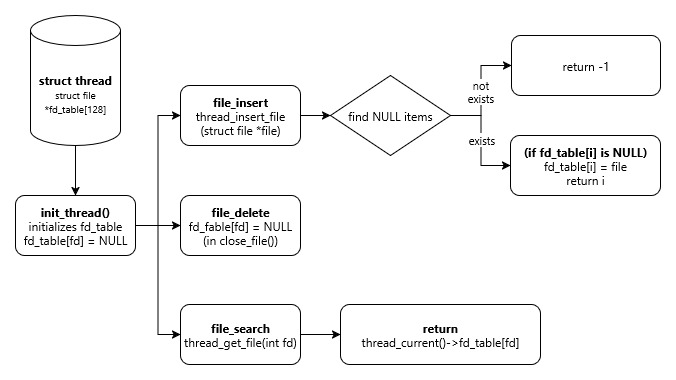 struct thread
struct file
*fd_table[128]
init_thread()
initializes fd_table
fd_table[fd] = NULL
file_insert
thread_insert_file
(struct file *file)
find NULL items
not
exists
return -1
exists
(if fd_table[i] is NULL)
fd_table[i] = file
return i
file_delete
fd_fable[fd] = NULL
(in close_file())
file_search
thread_get_file(int fd)
return
thread_current()->fd_table[fd]